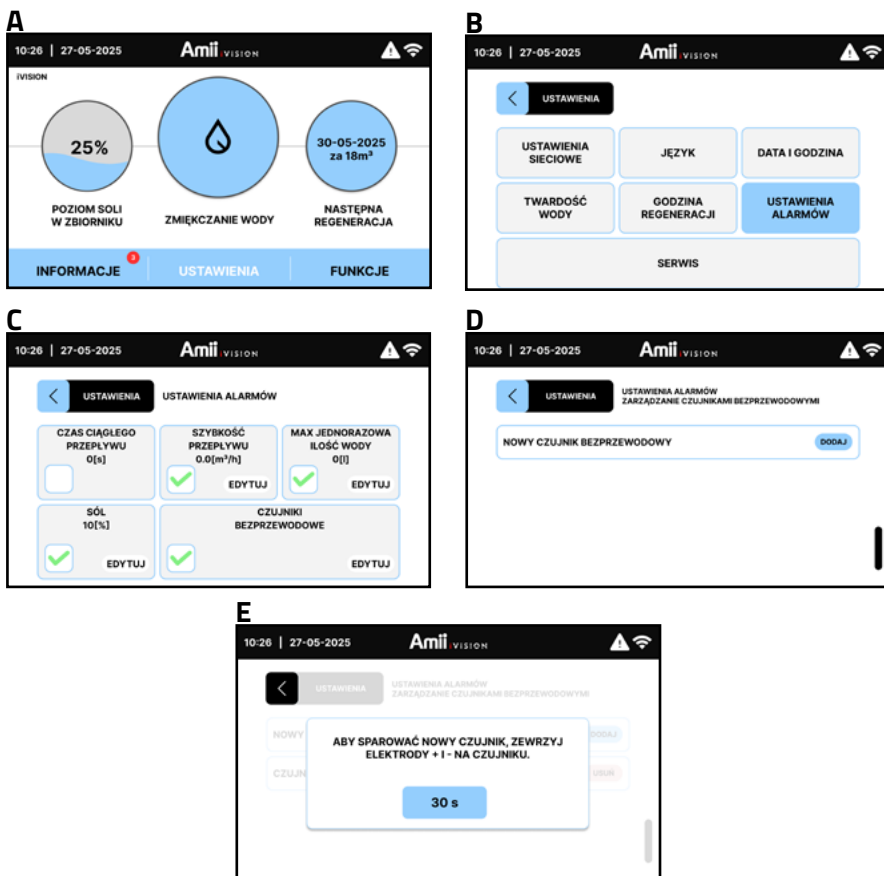 A
10:26 | 27-05-2025 Amii iVISION
iVISION
25%
30-05-2025
za 18m³
POZIOM SOLI
W ZBIORNIKU
ZMIĘKCZANIE WODY
NASTĘPNA
REGENERACJA
INFORMACJE 3 USTAWIENIA FUNKCJE
B
10:26 | 27-05-2025 Amii iVISION
USTAWIENIA
USTAWIENIA
SIECIOWE
JĘZYK
DATA I GODZINA
TWARDOŚĆ
WODY
GODZINA
REGENERACJI
USTAWIENIA
ALARMÓW
SERWIS
C
10:26 | 27-05-2025 Amii iVISION
USTAWIENIA USTAWIENIA ALARMÓW
CZAS CIĄGŁEGO
PRZEPŁYWU
0[s]
SZYBKOŚĆ
PRZEPŁYWU
0.0[m³/h]
EDYTUJ
MAX JEDNORAZOWA
ILOŚĆ WODY
0[l]
EDYTUJ
SÓL
10[%]
EDYTUJ
CZUJNIKI
BEZPRZEWODOWE
EDYTUJ
D
10:26 | 27-05-2025 Amii iVISION
USTAWIENIA
USTAWIENIA ALARMÓW
ZARZĄDZANIE CZUJNIKAMI BEZPRZEWODOWYMI
NOWY CZUJNIK BEZPRZEWODOWY DODAJ
E
10:26 | 27-05-2025 Amii iVISION
USTAWIENIA
USTAWIENIA ALARMÓW
ZARZĄDZANIE CZUJNIKAMI BEZPRZEWODOWYMI
NOWY DODAJ
ABY SPAROWAĆ NOWY CZUJNIK, ZEWRZYJ
ELEKTRODY + I - NA CZUJNIKU.
CZUJN USUŃ
30 s